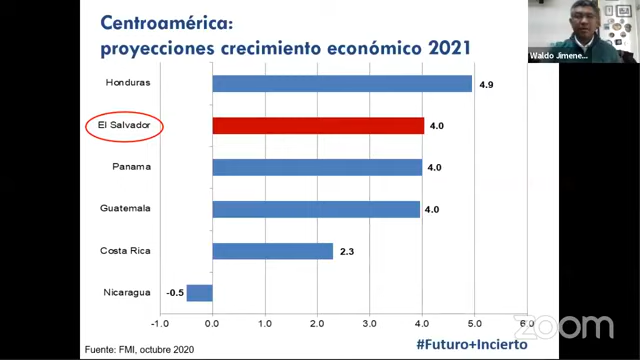 Centroamérica:
proyecciones crecimiento económico 2021
Waldo Jimene...
Honduras
4.9
El Salvador
4.0
Panama
4.0
Guatemala
4.0
Costa Rica
2.3
Nicaragua
-0.5
-1.0 0.0 1.0 2.0 3.0 4.0 5.0 6.0
zoom
#Futuro+Incierto
Fuente: FMI, octubre 2020